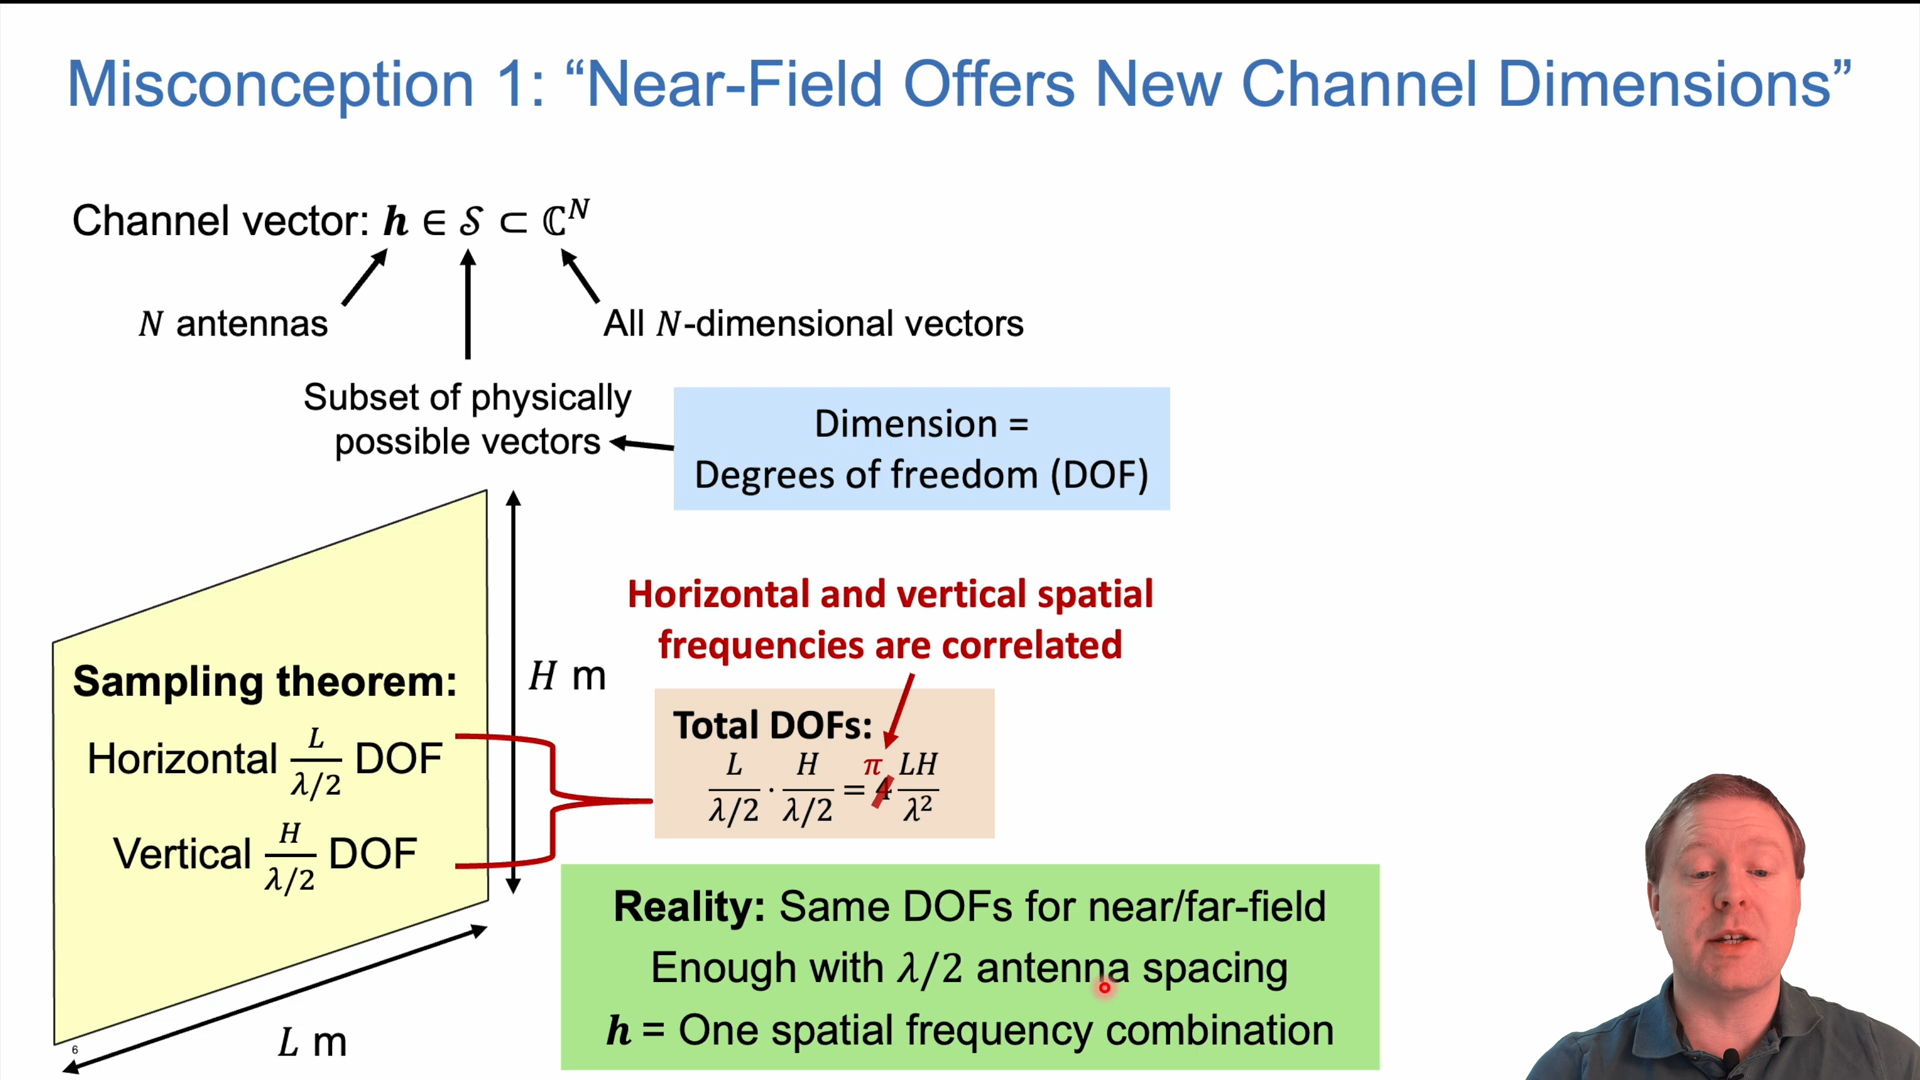 Misconception 1: “Near-Field Offers New Channel Dimensions”
Channel vector: 𝒉 ∈ 𝒮 ⊂ ℂ^N
N antennas
All N-dimensional vectors
Subset of physically
possible vectors
Dimension =
Degrees of freedom (DOF)
Horizontal and vertical spatial
frequencies are correlated
H m
Sampling theorem:
Horizontal L/(λ/2) DOF
Vertical H/(λ/2) DOF
Total DOFs:
L/(λ/2) · H/(λ/2) = π 4 LH/λ²
Reality: Same DOFs for near/far-field
Enough with λ/2 antenna spacing
𝒉 = One spatial frequency combination
L m
6